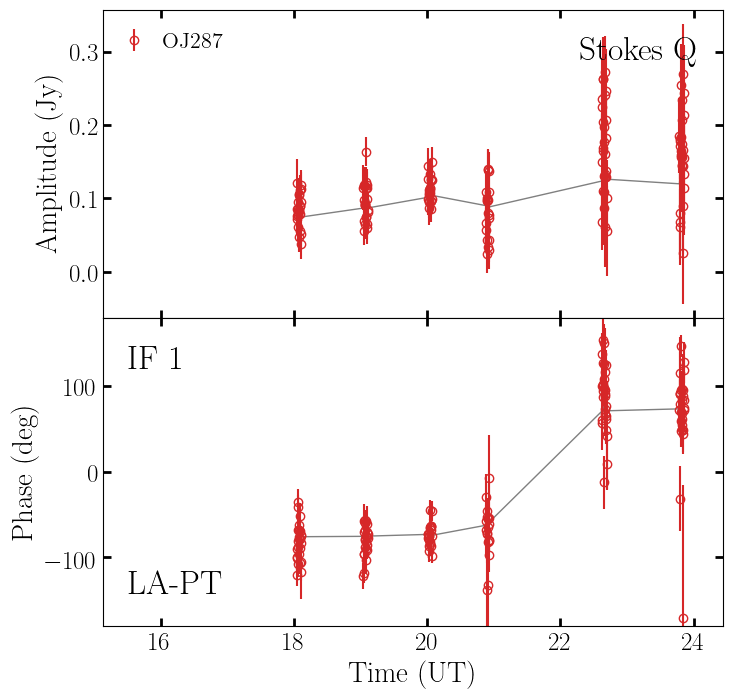 OJ287
Stokes Q
Amplitude (Jy)
0.3
0.2
0.1
0.0
IF 1
LA-PT
Phase (deg)
100
0
−100
16 18 20 22 24
Time (UT)